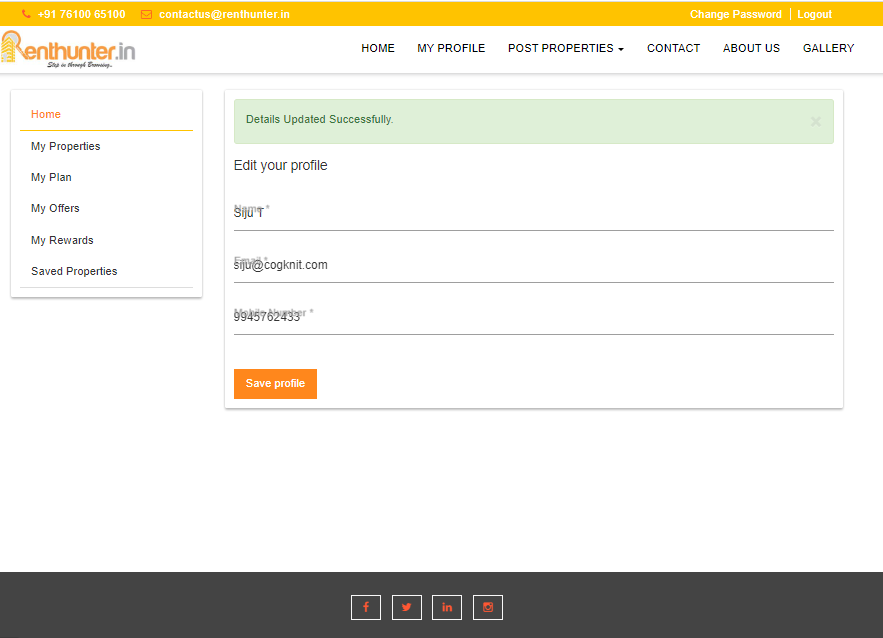 +91 76100 65100 contactus@renthunter.in Change Password | Logout
Renthunter.in
Step in through Browsing..
HOME MY PROFILE POST PROPERTIES CONTACT ABOUT US GALLERY
Home
My Properties
My Plan
My Offers
My Rewards
Saved Properties
Details Updated Successfully. ×
Edit your profile
Name *
Siju T
Email *
siju@cogknit.com
Mobile Number *
9945762433
Save profile